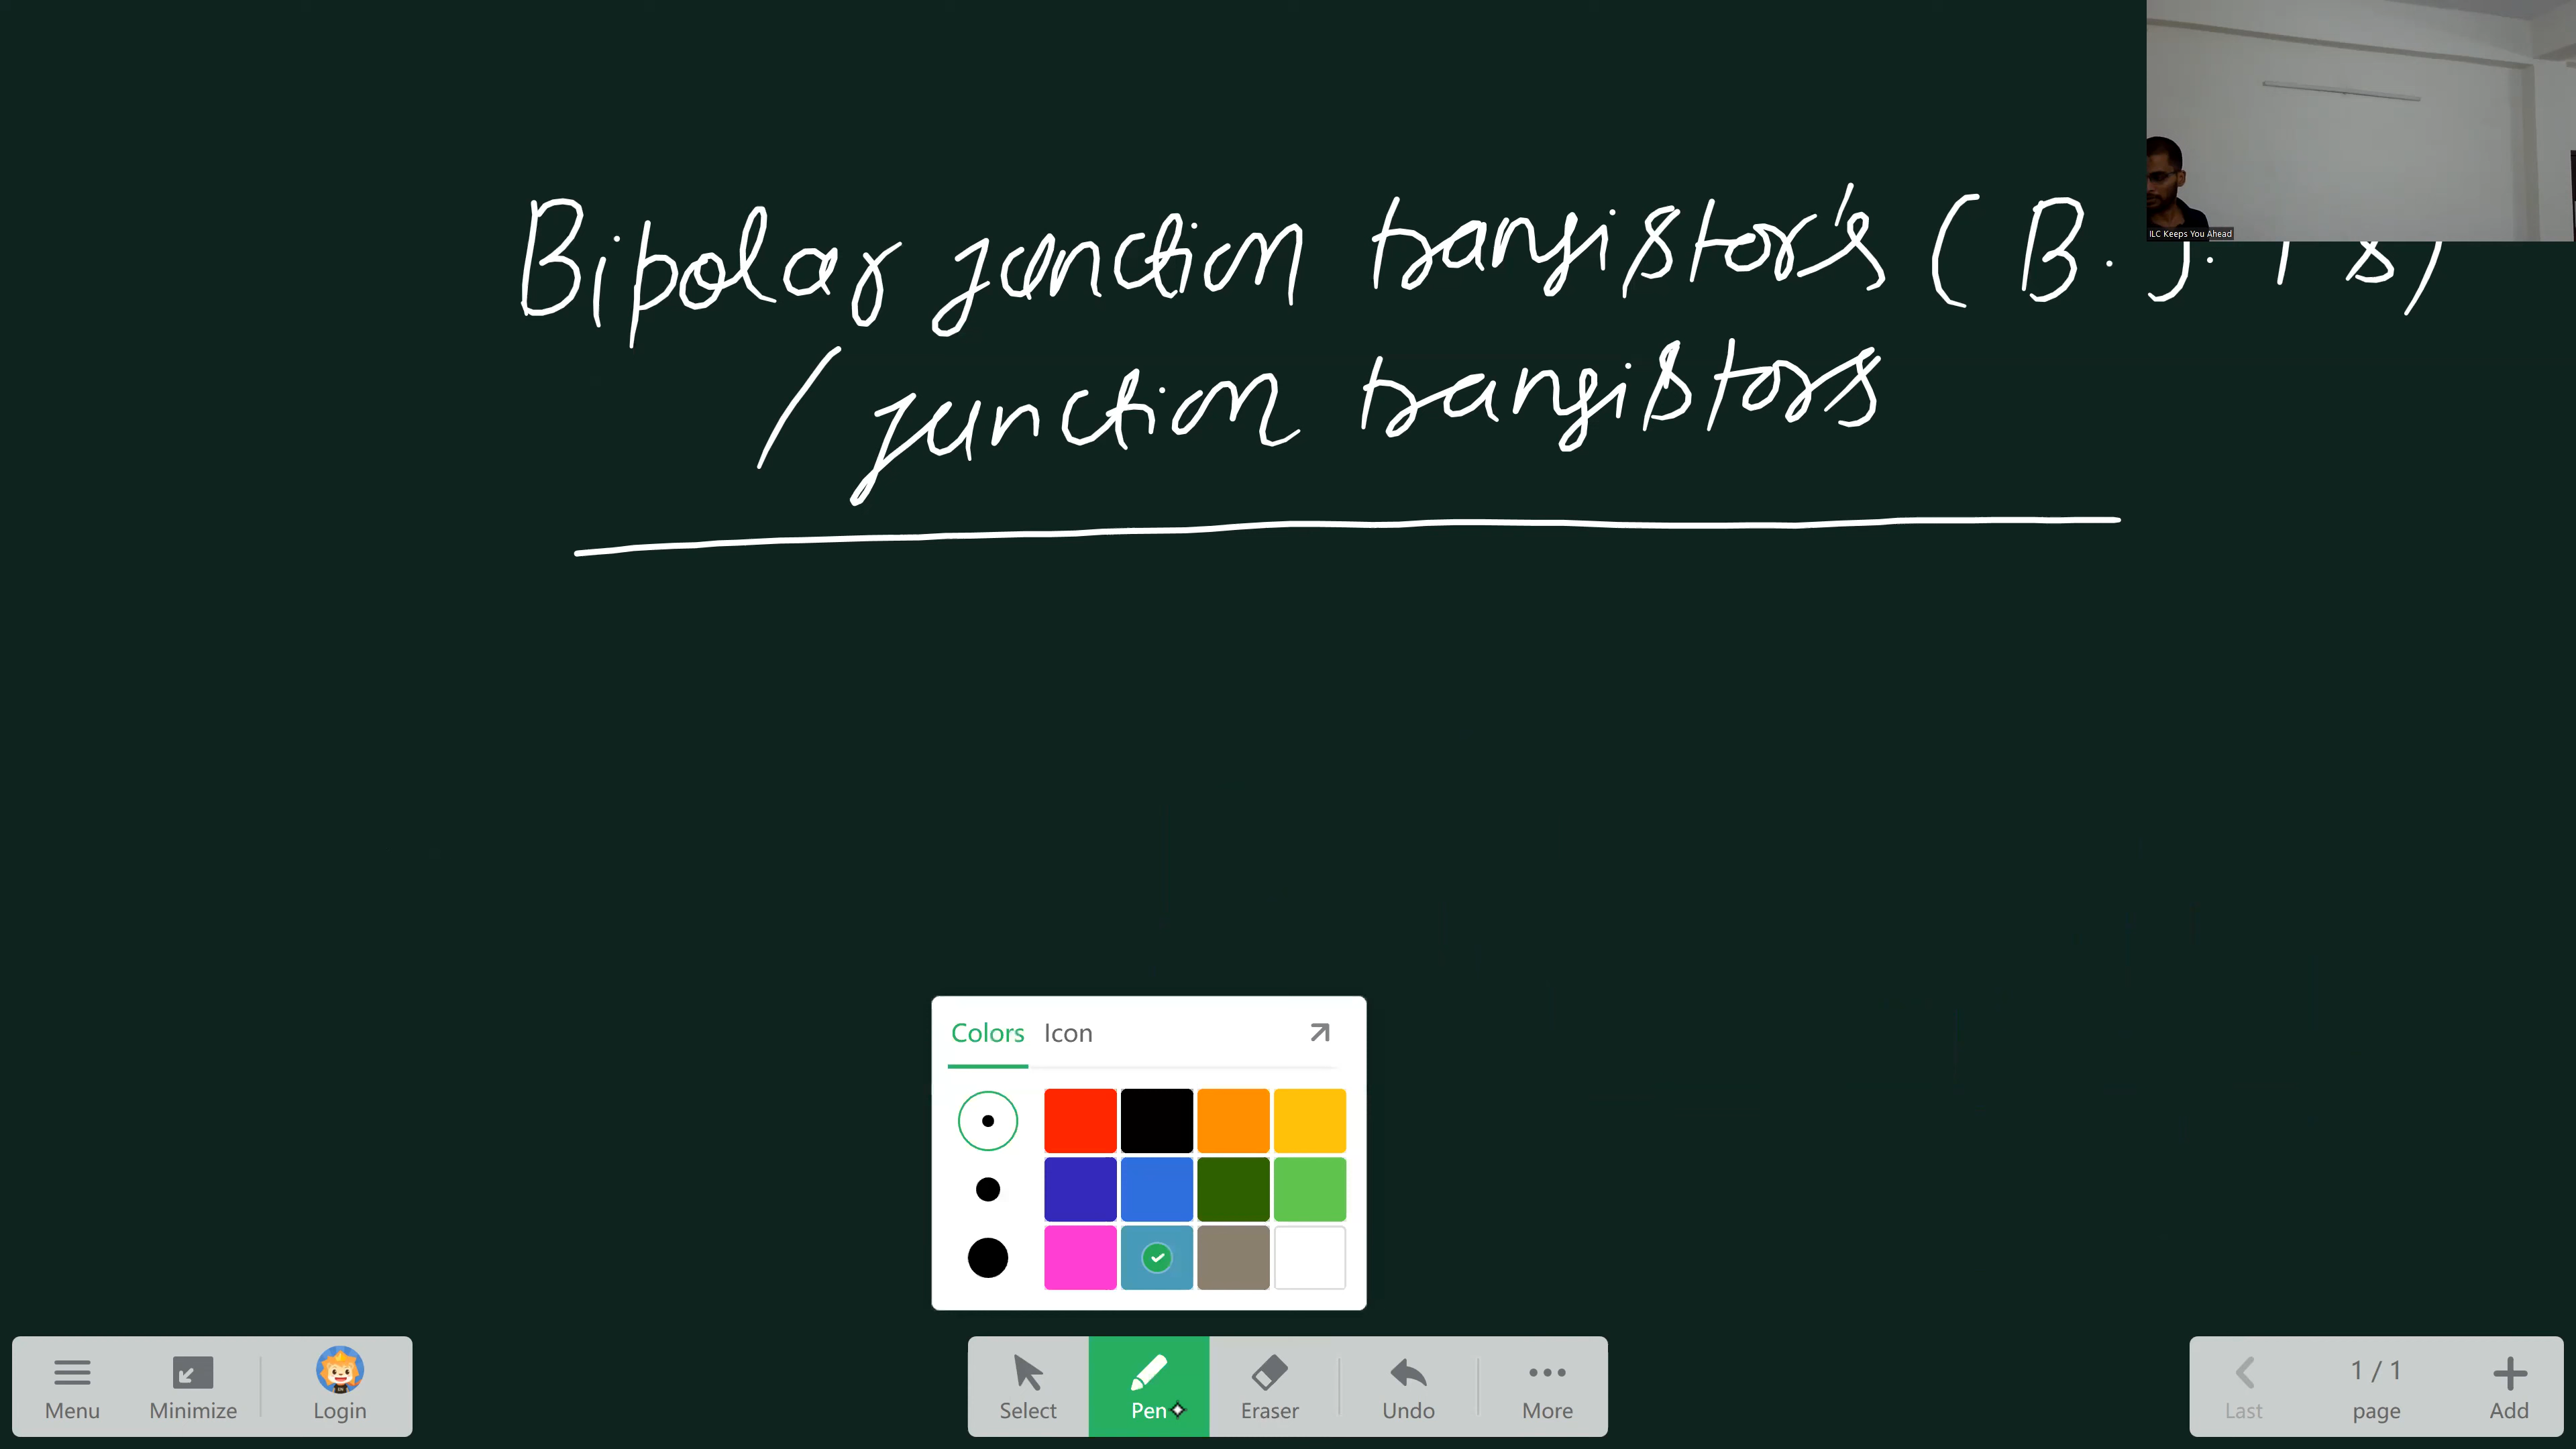 ILC Keeps You Ahead
Bipolar junction transistor's (B.J.T's)
/ junction transistors
Colors Icon
Menu Minimize Login
Select Pen Eraser Undo More
1 / 1
Last page Add